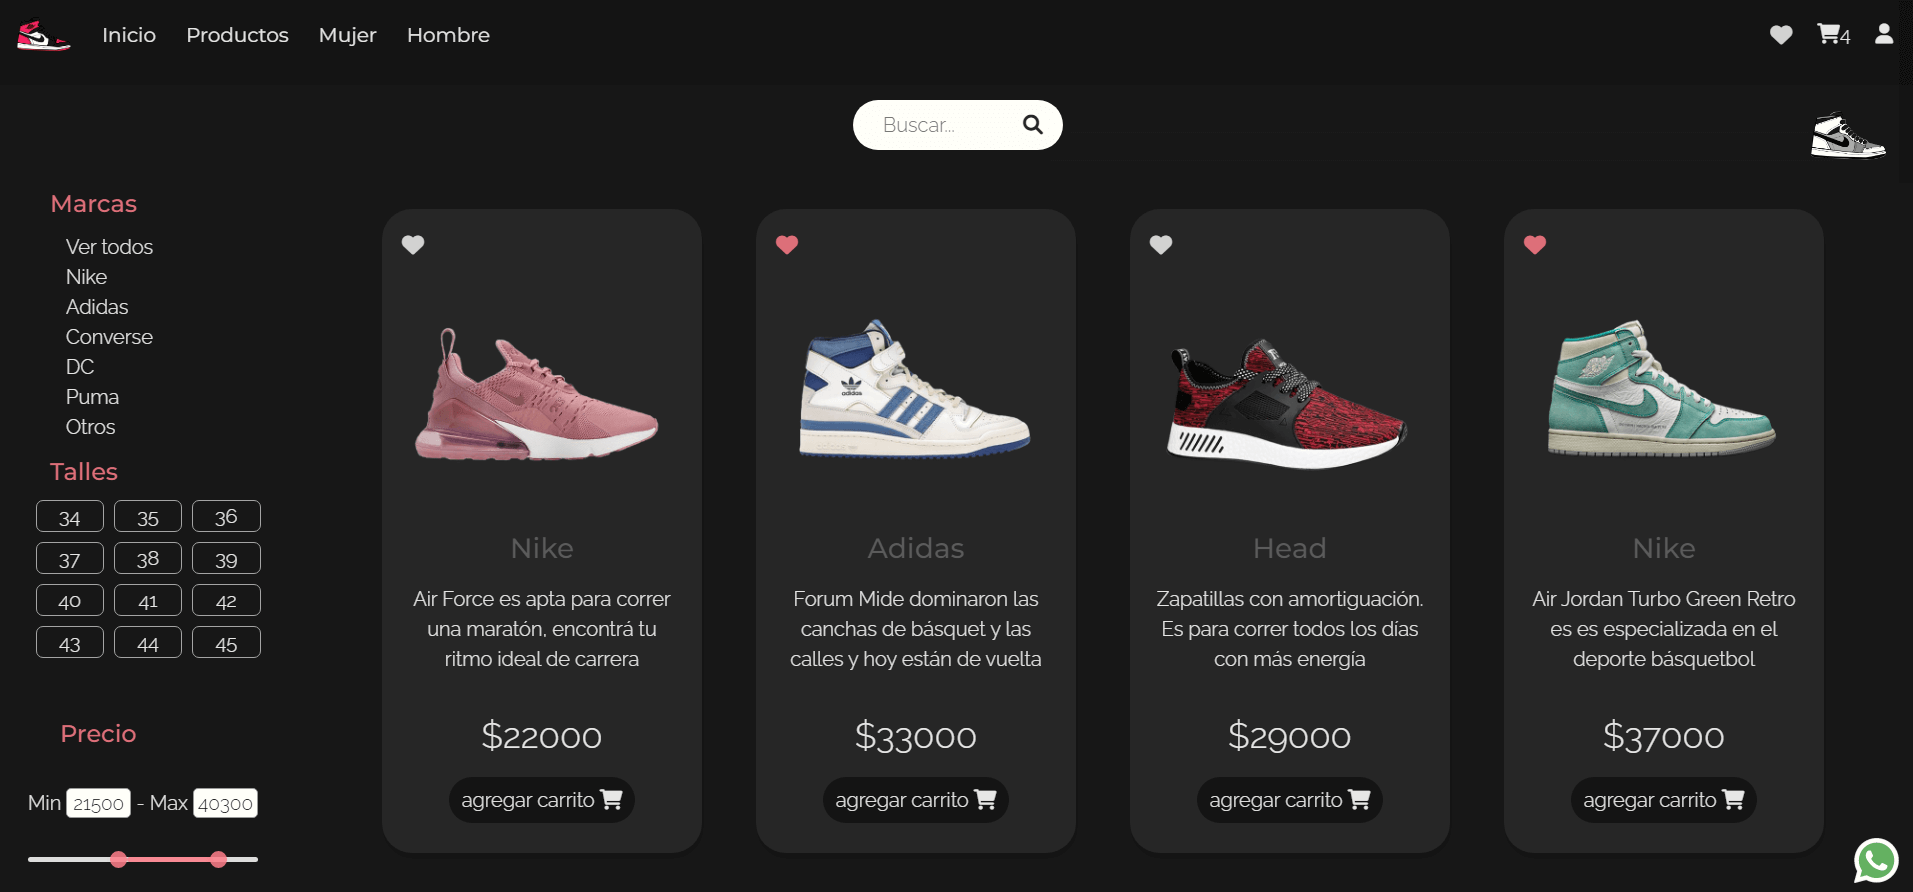 Inicio Productos Mujer Hombre
4
Buscar...
Marcas
Ver todos
Nike
Adidas
Converse
DC
Puma
Otros
Talles
34 35 36
37 38 39
40 41 42
43 44 45
Precio
Min 21500 - Max 40300
Nike
Air Force es apta para correr
una maratón, encontrá tu
ritmo ideal de carrera
$22000
agregar carrito
adidas
Adidas
Forum Mide dominaron las
canchas de básquet y las
calles y hoy están de vuelta
$33000
agregar carrito
Head
Zapatillas con amortiguación.
Es para correr todos los días
con más energía
$29000
agregar carrito
Nike
Air Jordan Turbo Green Retro
es es especializada en el
deporte básquetbol
$37000
agregar carrito